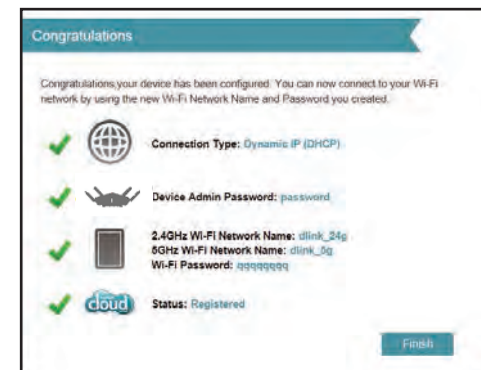 Congratulations
Congratulations,your device has been configured. You can now connect to your Wi-Fi
network by using the new Wi-Fi Network Name and Password you created.
Connection Type: Dynamic IP (DHCP)
Device Admin Password: password
2.4GHz Wi-Fi Network Name: dlink_24g
5GHz Wi-Fi Network Name: dlink_5g
Wi-Fi Password: qqqqqqqq
cloud Status: Registered
Finish